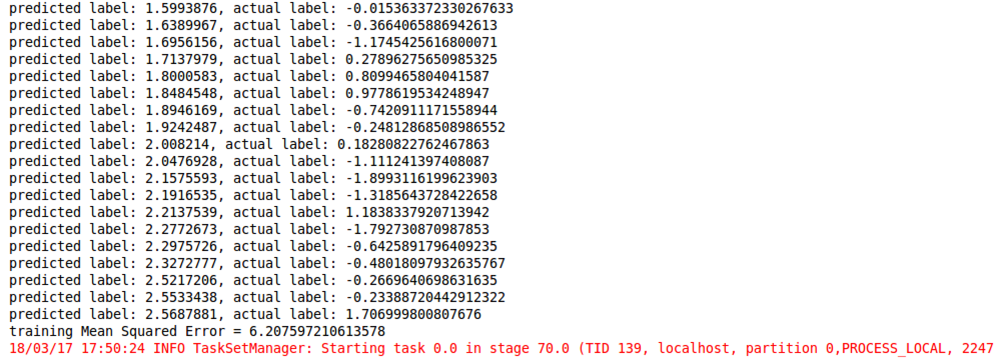 predicted label: 1.5993876, actual label: -0.015363372330267633
predicted label: 1.6389967, actual label: -0.3664065886942613
predicted label: 1.6956156, actual label: -1.1745425616800071
predicted label: 1.7137979, actual label: 0.27896275650985325
predicted label: 1.8000583, actual label: 0.8099465804041587
predicted label: 1.8484548, actual label: 0.9778619534248947
predicted label: 1.8946169, actual label: -0.7420911171558944
predicted label: 1.9242487, actual label: -0.24812868508986552
predicted label: 2.008214, actual label: 0.18280822762467863
predicted label: 2.0476928, actual label: -1.111241397408087
predicted label: 2.1575593, actual label: -1.8993116199623903
predicted label: 2.1916535, actual label: -1.3185643728422658
predicted label: 2.2137539, actual label: 1.1838337920713942
predicted label: 2.2772673, actual label: -1.792730870987853
predicted label: 2.2975726, actual label: -0.6425891796409235
predicted label: 2.3272777, actual label: -0.48018097932635767
predicted label: 2.5217206, actual label: -0.2669640698631635
predicted label: 2.5533438, actual label: -0.23388720442912322
predicted label: 2.5687881, actual label: 1.706999800807676
training Mean Squared Error = 6.207597210613578
18/03/17 17:50:24 INFO TaskSetManager: Starting task 0.0 in stage 70.0 (TID 139, localhost, partition 0,PROCESS_LOCAL, 2247